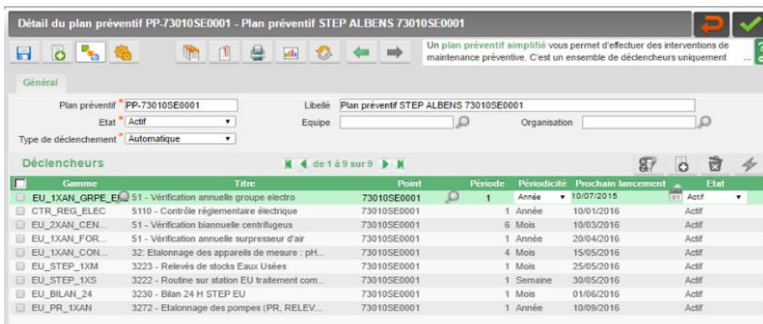 Détail du plan préventif PP-73010SE0001 - Plan préventif STEP ALBENS 73010SE0001
Un plan préventif simplifié vous permet d'effectuer des interventions de
maintenance préventive. C'est un ensemble de déclencheurs uniquement ...
Général
Plan préventif * PP-73010SE0001 Libellé Plan préventif STEP ALBENS 73010SE0001
Etat * Actif Equipe Organisation
Type de déclenchement * Automatique
Déclencheurs de 1 à 9 sur 9
Gamme Titre Point Période Périodicité Prochain lancement Etat
EU_1XAN_GRPE_E 51 - Vérification annuelle groupe electro 73010SE0001 1 Année 10/07/2015 Actif
CTR_REG_ELEC 5110 - Contrôle réglementaire électrique 73010SE0001 1 Année 10/01/2016 Actif
EU_2XAN_CEN... 51 - Vérification biannuelle centrifugeus 73010SE0001 6 Mois 10/03/2016 Actif
EU_1XAN_FOR... 51 - Vérification annuelle surpresseur d'air 73010SE0001 1 Année 20/04/2016 Actif
EU_1XAN_CON... 32: Etalonnage des appareils de mesure : pH... 73010SE0001 4 Mois 15/05/2016 Actif
EU_STEP_1XM 3223 - Relevés de stocks Eaux Usées 73010SE0001 1 Mois 25/05/2016 Actif
EU_STEP_1XS 3222 - Routine sur station EU traitement com... 73010SE0001 1 Semaine 30/05/2016 Actif
EU_BILAN_24 3230 - Bilan 24 H STEP EU 73010SE0001 1 Mois 01/06/2016 Actif
EU_PR_1XAN 3272 - Etalonnage des pompes (PR, RELEV... 73010SE0001 1 Année 10/09/2016 Actif